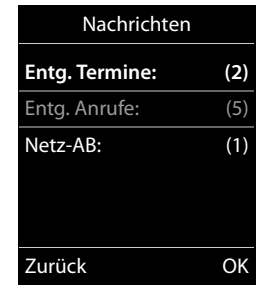 Nachrichten
Entg. Termine: (2)
Entg. Anrufe: (5)
Netz-AB: (1)
Zurück OK